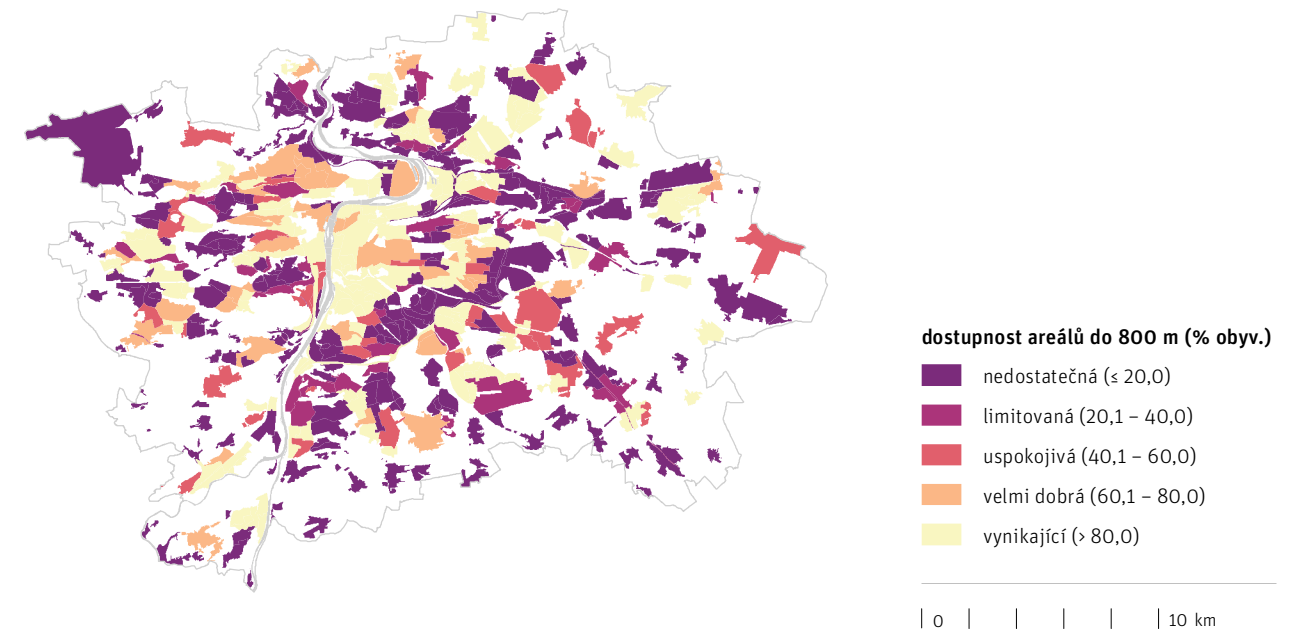 dostupnost areálů do 800 m (% obyv.)
nedostatečná (≤ 20,0)
limitovaná (20,1 – 40,0)
uspokojivá (40,1 – 60,0)
velmi dobrá (60,1 – 80,0)
vynikající (> 80,0)
0 10 km